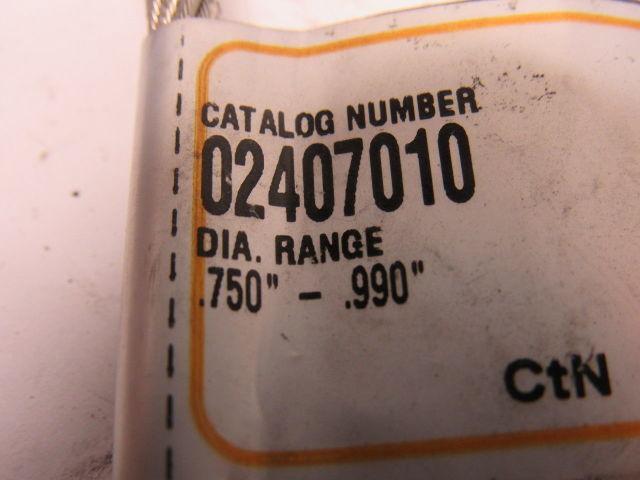 CATALOG NUMBER
02407010
DIA. RANGE
.750" - .990"
CtN